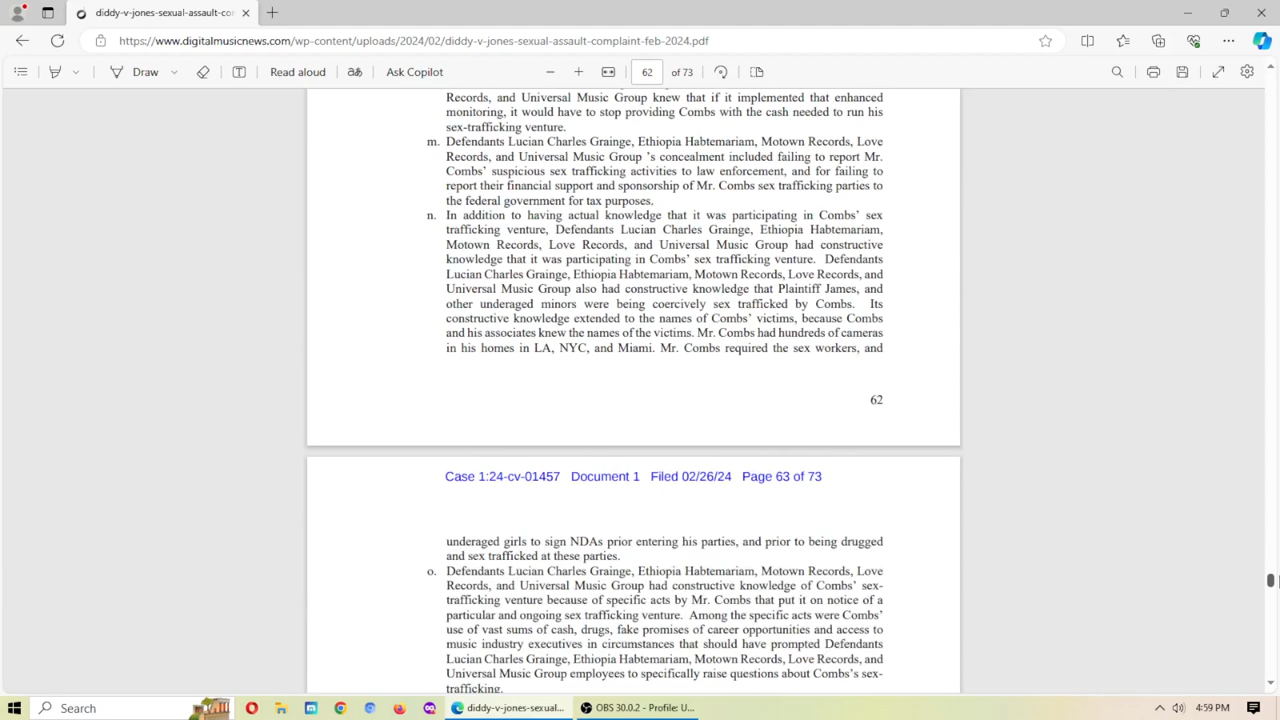 diddy-v-jones-sexual-assault-co
https://www.digitalmusicnews.com/wp-content/uploads/2024/02/diddy-v-jones-sexual-assault-complaint-feb-2024.pdf
Draw
Read aloud
Ask Copilot
62 of 73
Records, and Universal Music Group knew that if it implemented that enhanced
monitoring, it would have to stop providing Combs with the cash needed to run his
sex-trafficking venture.
m. Defendants Lucian Charles Grainge, Ethiopia Habtemariam, Motown Records, Love
Records, and Universal Music Group 's concealment included failing to report Mr.
Combs' suspicious sex trafficking activities to law enforcement, and for failing to
report their financial support and sponsorship of Mr. Combs sex trafficking parties to
the federal government for tax purposes.
n. In addition to having actual knowledge that it was participating in Combs' sex
trafficking venture, Defendants Lucian Charles Grainge, Ethiopia Habtemariam,
Motown Records, Love Records, and Universal Music Group had constructive
knowledge that it was participating in Combs' sex trafficking venture. Defendants
Lucian Charles Grainge, Ethiopia Habtemariam, Motown Records, Love Records, and
Universal Music Group also had constructive knowledge that Plaintiff James, and
other underaged minors were being coercively sex trafficked by Combs. Its
constructive knowledge extended to the names of Combs' victims, because Combs
and his associates knew the names of the victims. Mr. Combs had hundreds of cameras
in his homes in LA, NYC, and Miami. Mr. Combs required the sex workers, and
62
Case 1:24-cv-01457 Document 1 Filed 02/26/24 Page 63 of 73
underaged girls to sign NDAs prior entering his parties, and prior to being drugged
and sex trafficked at these parties.
o. Defendants Lucian Charles Grainge, Ethiopia Habtemariam, Motown Records, Love
Records, and Universal Music Group had constructive knowledge of Combs' sex-
trafficking venture because of specific acts by Mr. Combs that put it on notice of a
particular and ongoing sex trafficking venture. Among the specific acts were Combs'
use of vast sums of cash, drugs, fake promises of career opportunities and access to
music industry executives in circumstances that should have prompted Defendants
Lucian Charles Grainge, Ethiopia Habtemariam, Motown Records, Love Records, and
Universal Music Group employees to specifically raise questions about Combs's sex-
trafficking.
Search
diddy-v-jones-sexual...
OBS 30.0.2 - Profile: U...
4:59 PM